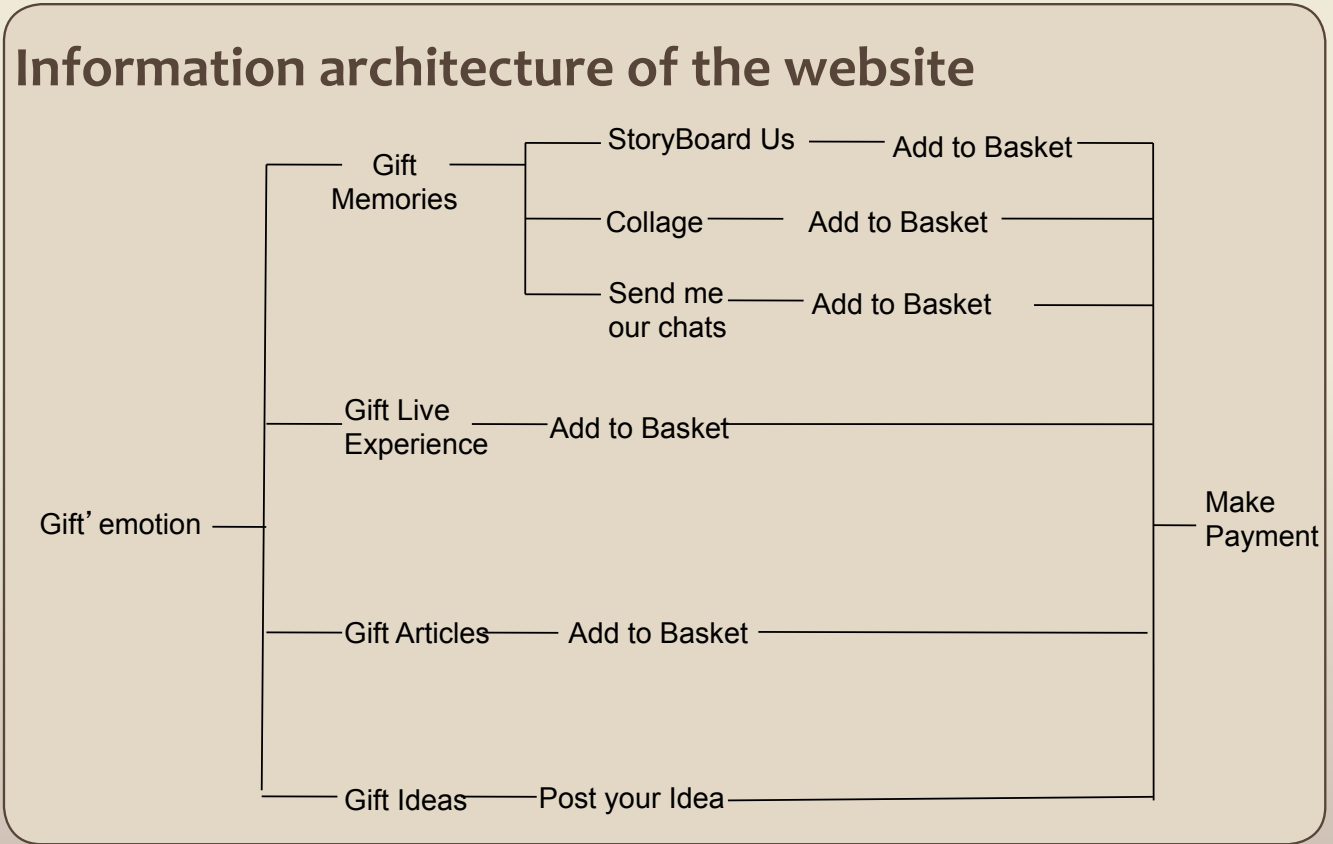 Information architecture of the website
StoryBoard Us
Add to Basket
Gift
Memories
Collage
Add to Basket
Send me
our chats
Add to Basket
Gift Live
Experience
Add to Basket
Gift’ emotion
Make
Payment
Gift Articles
Add to Basket
Gift Ideas
Post your Idea